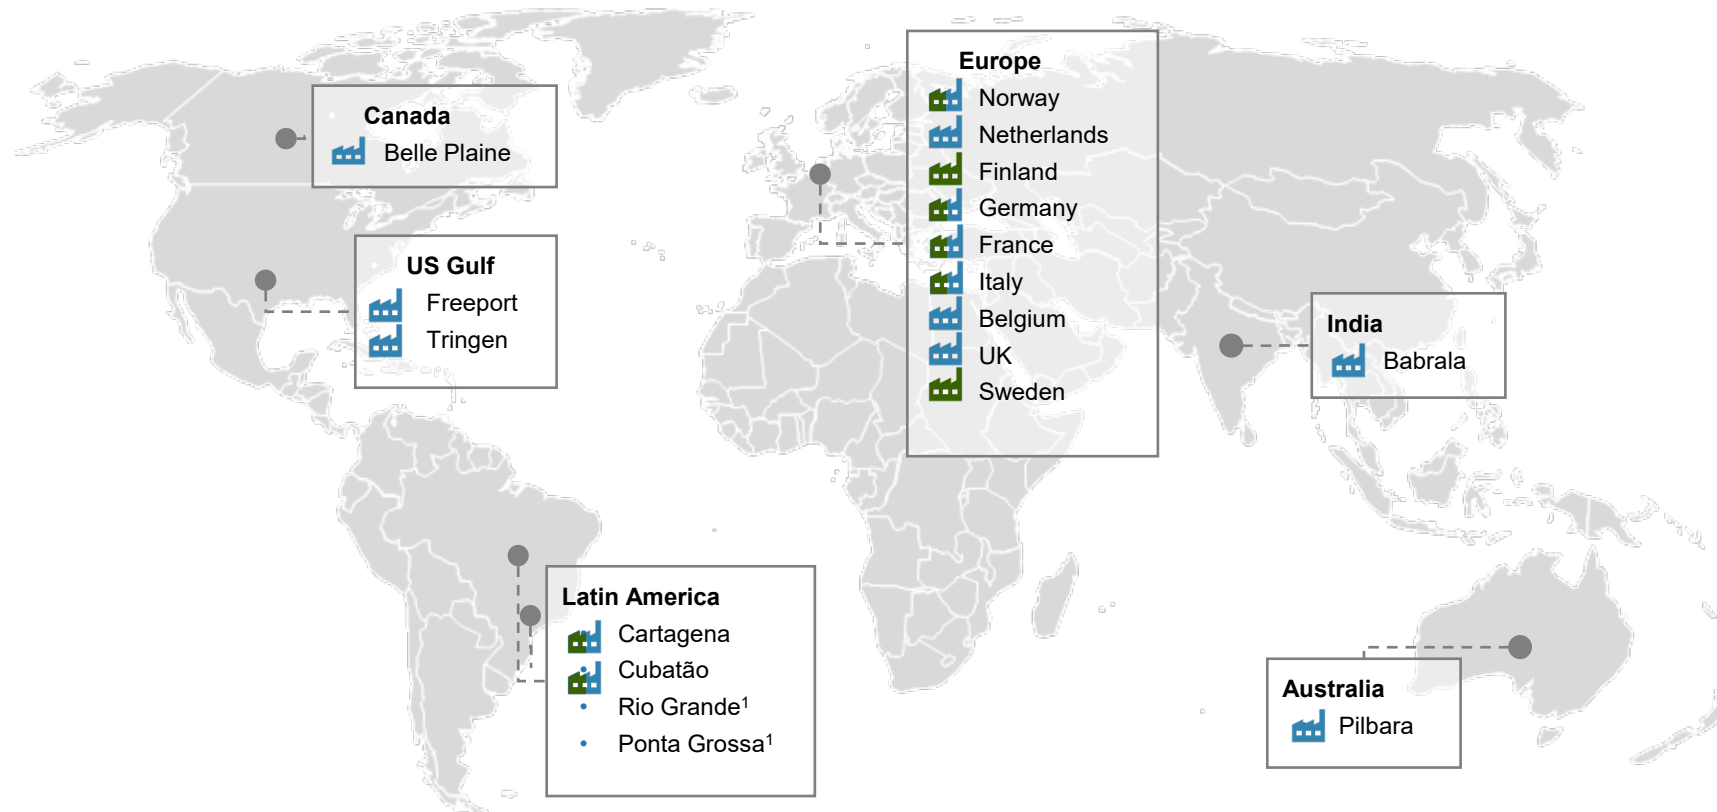 Canada
Belle Plaine
US Gulf
Freeport
Tringen
Latin America
Cartagena
Cubatão
• Rio Grande¹
• Ponta Grossa¹
Europe
Norway
Netherlands
Finland
Germany
France
Italy
Belgium
UK
Sweden
India
Babrala
Australia
Pilbara